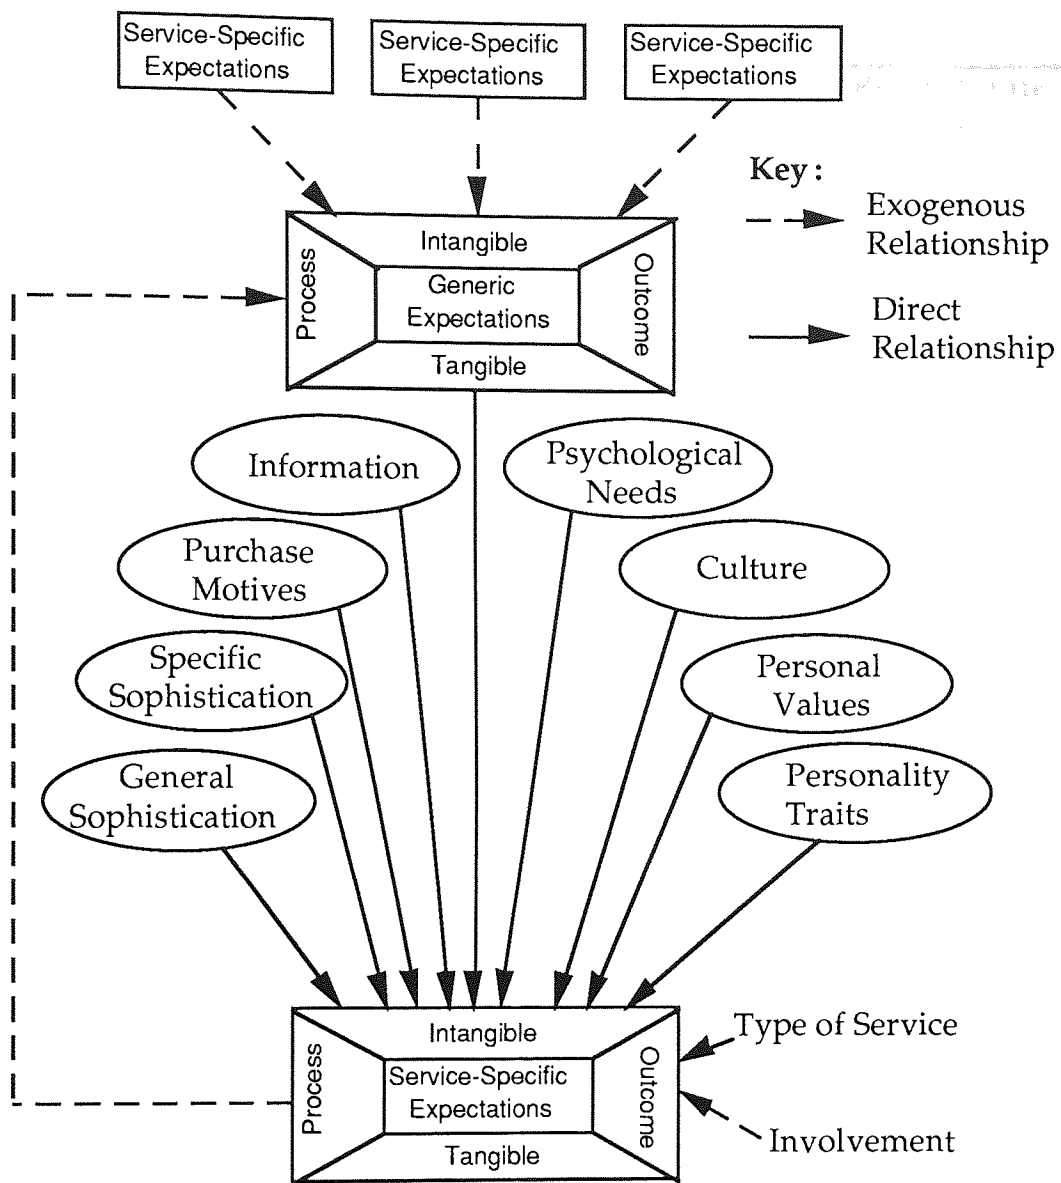 Service-Specific
Expectations
Service-Specific
Expectations
Service-Specific
Expectations
Key :
Exogenous
Relationship
Direct
Relationship
Intangible
Process
Generic
Expectations
Outcome
Tangible
Information
Psychological
Needs
Purchase
Motives
Culture
Specific
Sophistication
Personal
Values
General
Sophistication
Personality
Traits
Intangible
Process
Service-Specific
Expectations
Outcome
Tangible
Type of Service
Involvement